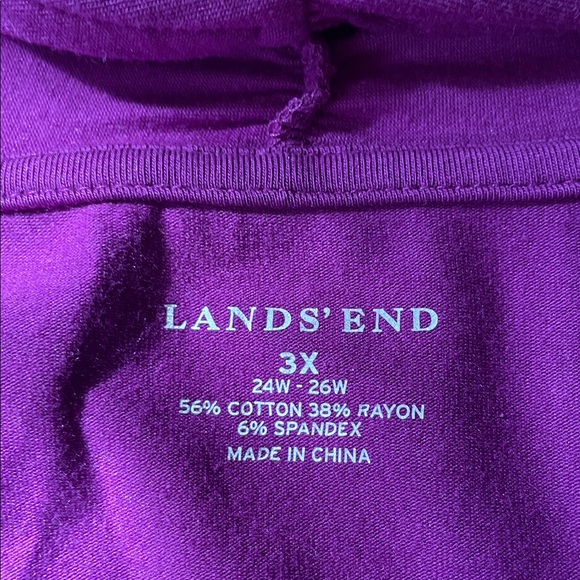 LANDS' END
3X
24W - 26W
56% COTTON 38% RAYON
6% SPANDEX
MADE IN CHINA